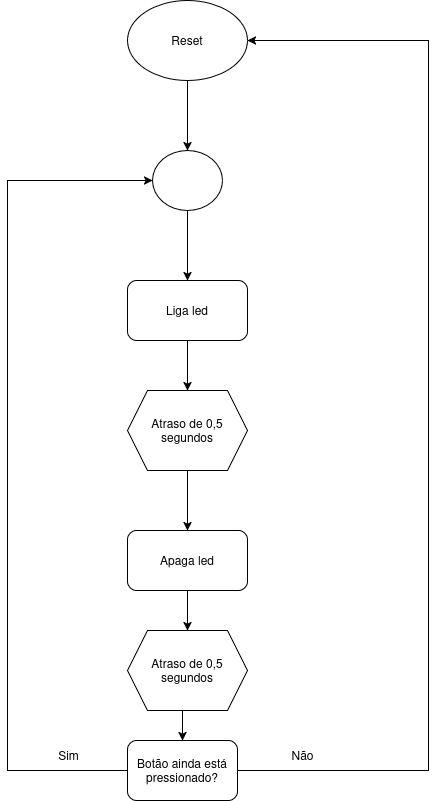 Reset
Liga led
Atraso de 0,5
segundos
Apaga led
Atraso de 0,5
segundos
Sim
Não
Botão ainda está
pressionado?